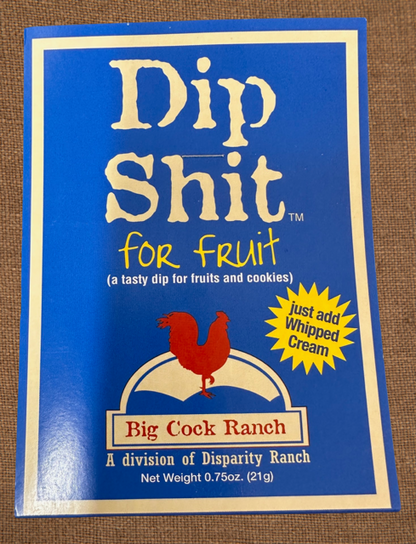 Dip
Shit™
for fruit
(a tasty dip for fruits and cookies)
just add
Whipped
Cream
Big Cock Ranch
A division of Disparity Ranch
Net Weight 0.75oz. (21g)